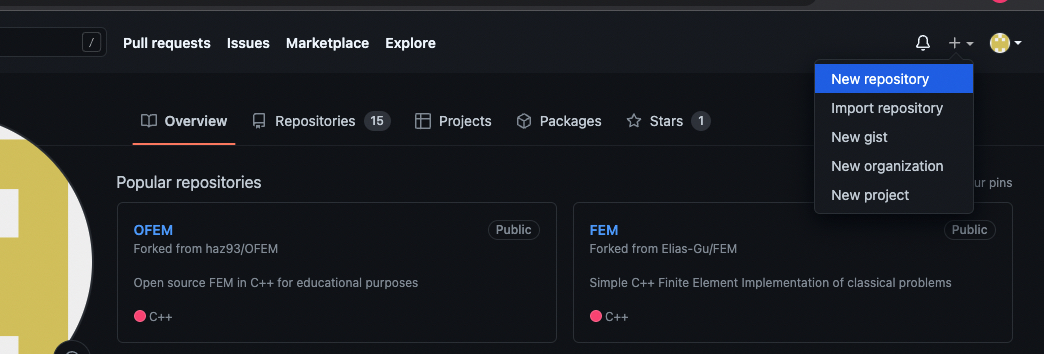 / Pull requests Issues Marketplace Explore
New repository
Import repository
New gist
New organization
New project
Overview Repositories 15 Projects Packages Stars 1
Popular repositories
pins
OFEM Public
Forked from haz93/OFEM
Open source FEM in C++ for educational purposes
C++
FEM Public
Forked from Elias-Gu/FEM
Simple C++ Finite Element Implementation of classical problems
C++